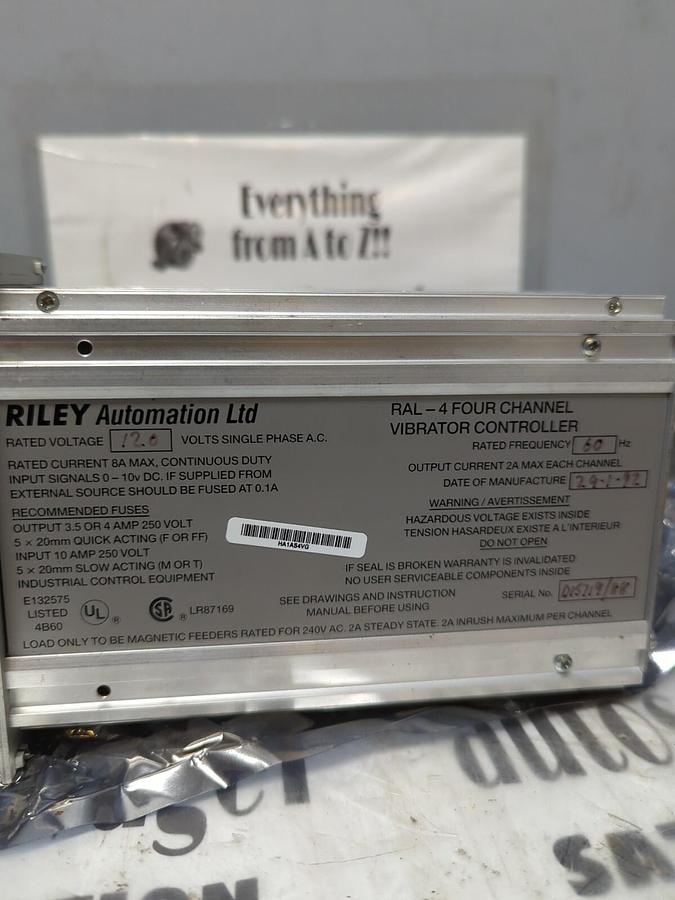 Everything
from A to Z!!
RILEY Automation Ltd
RATED VOLTAGE 120 VOLTS SINGLE PHASE A.C.
RATED CURRENT 8A MAX, CONTINUOUS DUTY
INPUT SIGNALS 0 – 10v DC. IF SUPPLIED FROM
EXTERNAL SOURCE SHOULD BE FUSED AT 0.1A
RECOMMENDED FUSES
OUTPUT 3.5 OR 4 AMP 250 VOLT
5 × 20mm QUICK ACTING (F OR FF)
INPUT 10 AMP 250 VOLT
5 × 20mm SLOW ACTING (M OR T)
INDUSTRIAL CONTROL EQUIPMENT
E132575
LISTED
4B60
UL ®
SA ® LR87169
HA1AS4VG
RAL – 4 FOUR CHANNEL
VIBRATOR CONTROLLER
RATED FREQUENCY 60 Hz
OUTPUT CURRENT 2A MAX EACH CHANNEL
DATE OF MANUFACTURE
WARNING / AVERTISSEMENT
HAZARDOUS VOLTAGE EXISTS INSIDE
TENSION HASARDEUX EXISTE A L'INTERIEUR
DO NOT OPEN
IF SEAL IS BROKEN WARRANTY IS INVALIDATED
NO USER SERVICEABLE COMPONENTS INSIDE
SEE DRAWINGS AND INSTRUCTION
MANUAL BEFORE USING
SERIAL No.
LOAD ONLY TO BE MAGNETIC FEEDERS RATED FOR 240V AC. 2A STEADY STATE. 2A INRUSH MAXIMUM PER CHANNEL